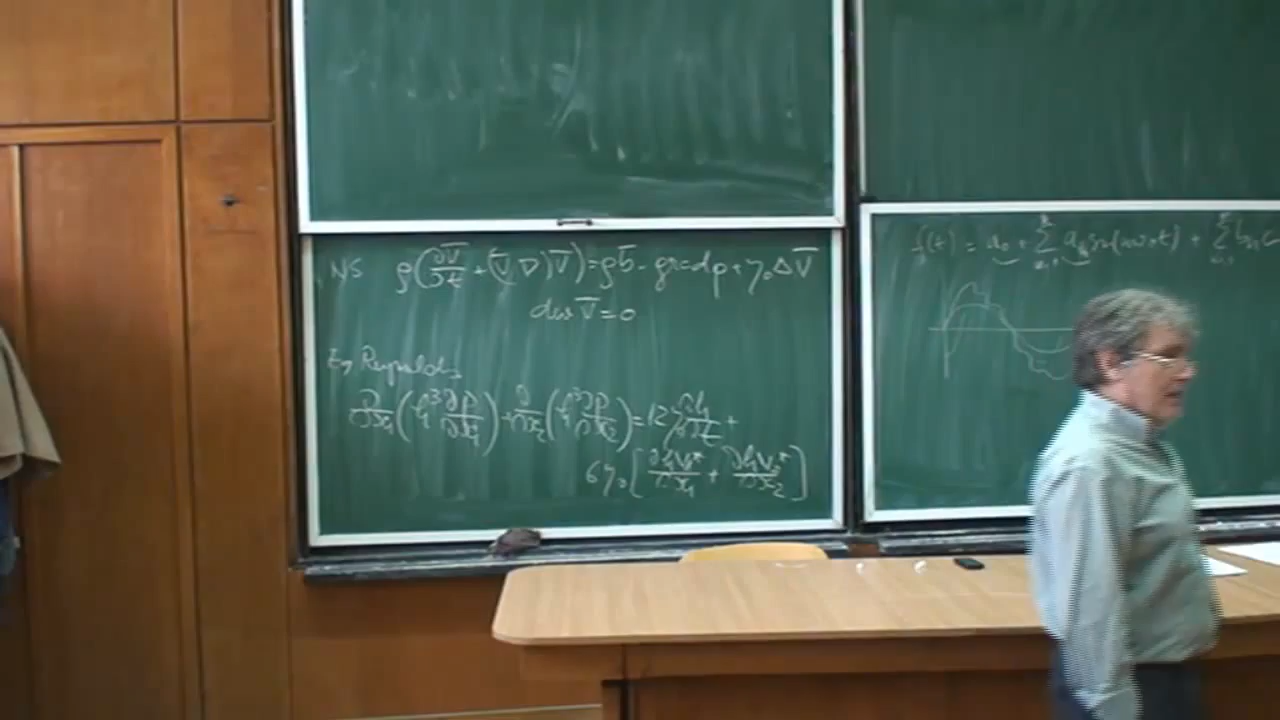 NS ρ(∂v̄/∂t + (v̄·∇)v̄) = ρb̄ - grad p + η₀Δv̄
div v̄ = 0
Eq Reynolds
∂/∂x₁(h³ ∂p/∂x₁) + ∂/∂x₂(h³ ∂p/∂x₂) = 12η₀ ∂h/∂t +
6η₀[∂hv₁*/∂x₁ + ∂hv₂*/∂x₂]
f(t) = a₀ + Σ aₙ sin(nωt) + Σ bₙ c